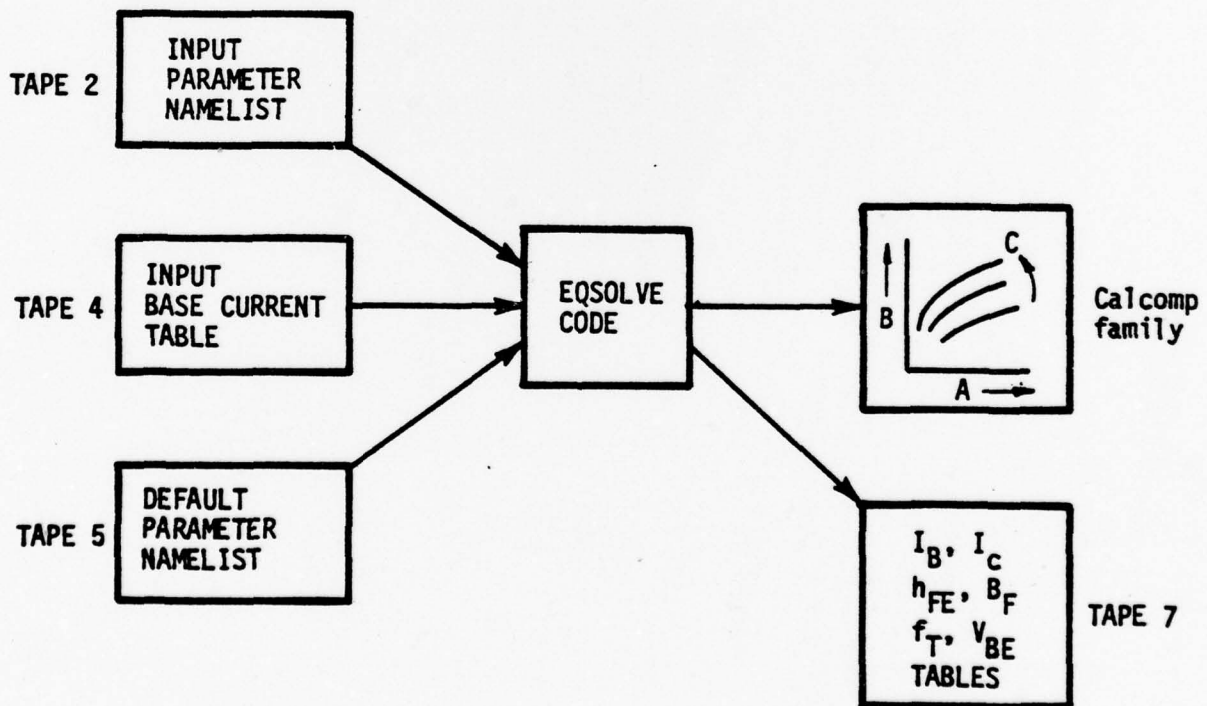 TAPE 2
INPUT
PARAMETER
NAMELIST
TAPE 4
INPUT
BASE CURRENT
TABLE
TAPE 5
DEFAULT
PARAMETER
NAMELIST
EQSOLVE
CODE
C
B
A
Calcomp
family
I_B, I_C
h_FE, B_F
f_T, V_BE
TABLES
TAPE 7